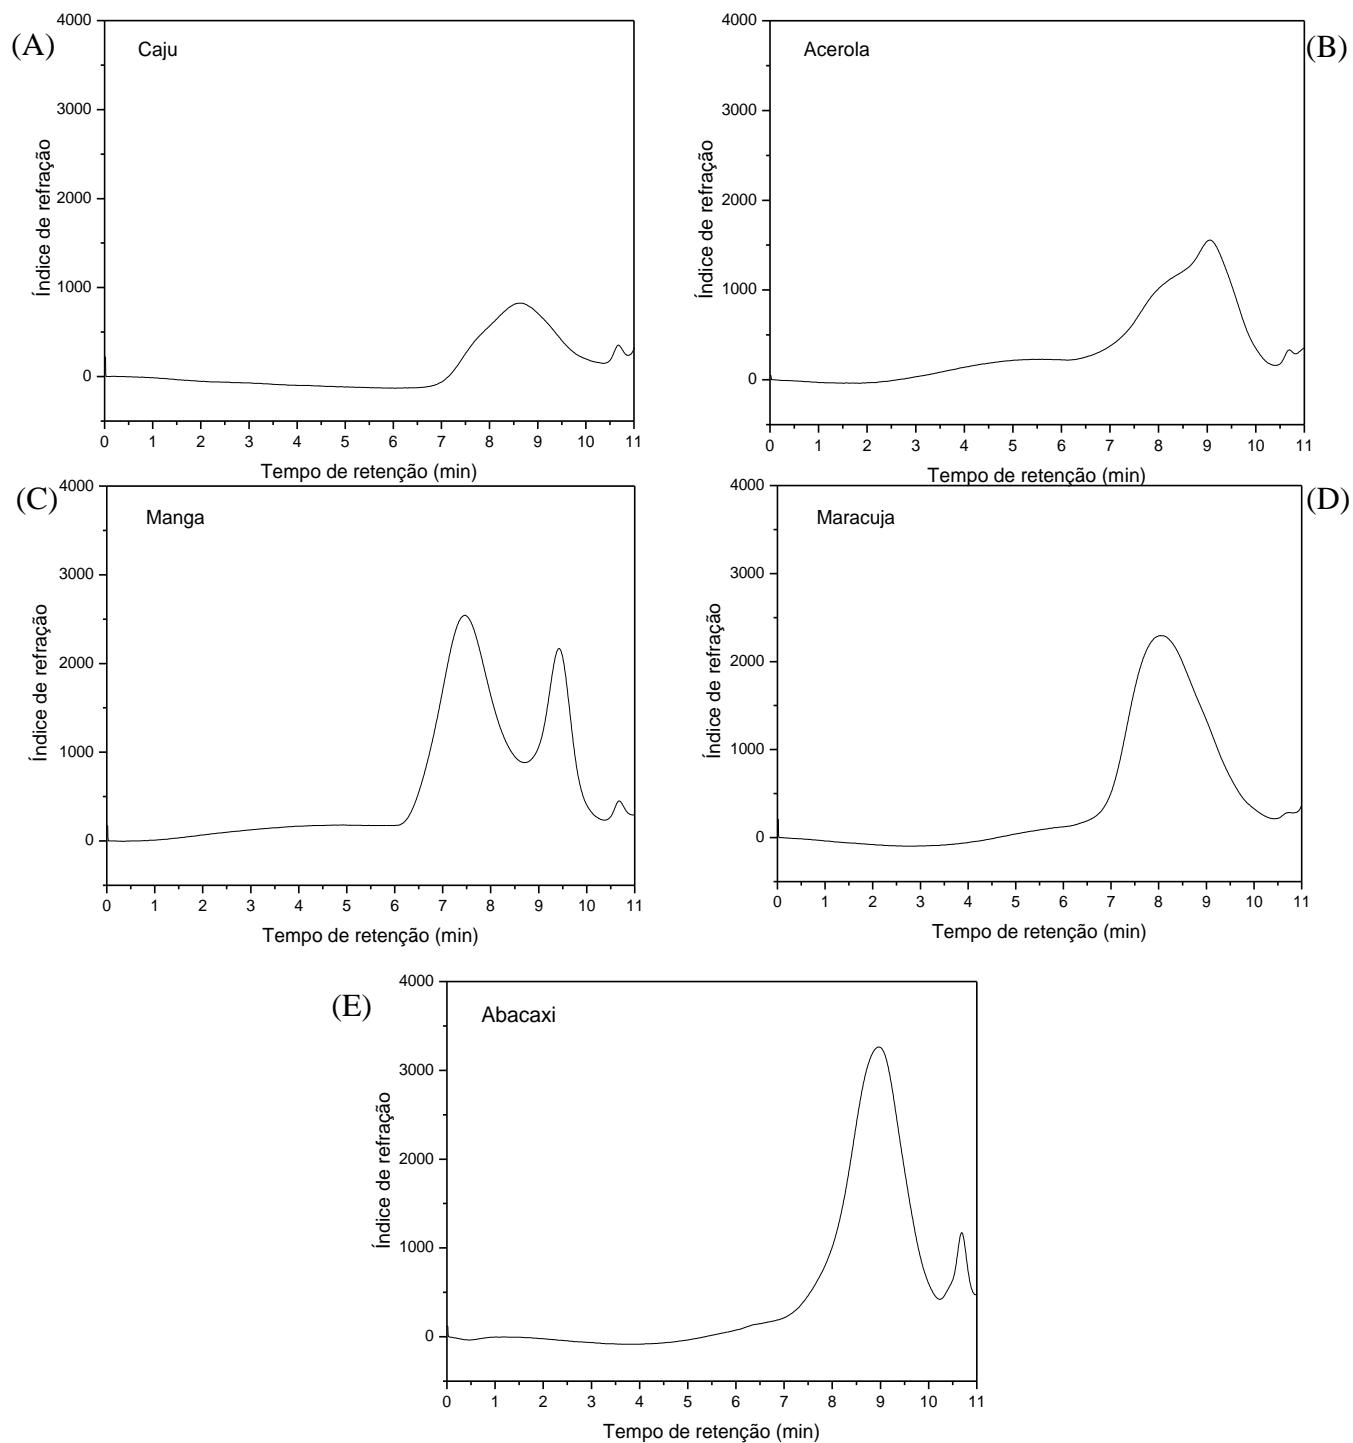 (A)
Caju
4000
3000
2000
1000
0
Índice de refração
0 1 2 3 4 5 6 7 8 9 10 11
Tempo de retenção (min)
(B)
Acerola
4000
3000
2000
1000
0
Índice de refração
0 1 2 3 4 5 6 7 8 9 10 11
Tempo de retenção (min)
(C)
Manga
4000
3000
2000
1000
0
Índice de refração
0 1 2 3 4 5 6 7 8 9 10 11
Tempo de retenção (min)
(D)
Maracuja
4000
3000
2000
1000
0
Índice de refração
0 1 2 3 4 5 6 7 8 9 10 11
Tempo de retenção (min)
(E)
Abacaxi
4000
3000
2000
1000
0
Índice de refração
0 1 2 3 4 5 6 7 8 9 10 11
Tempo de retenção (min)